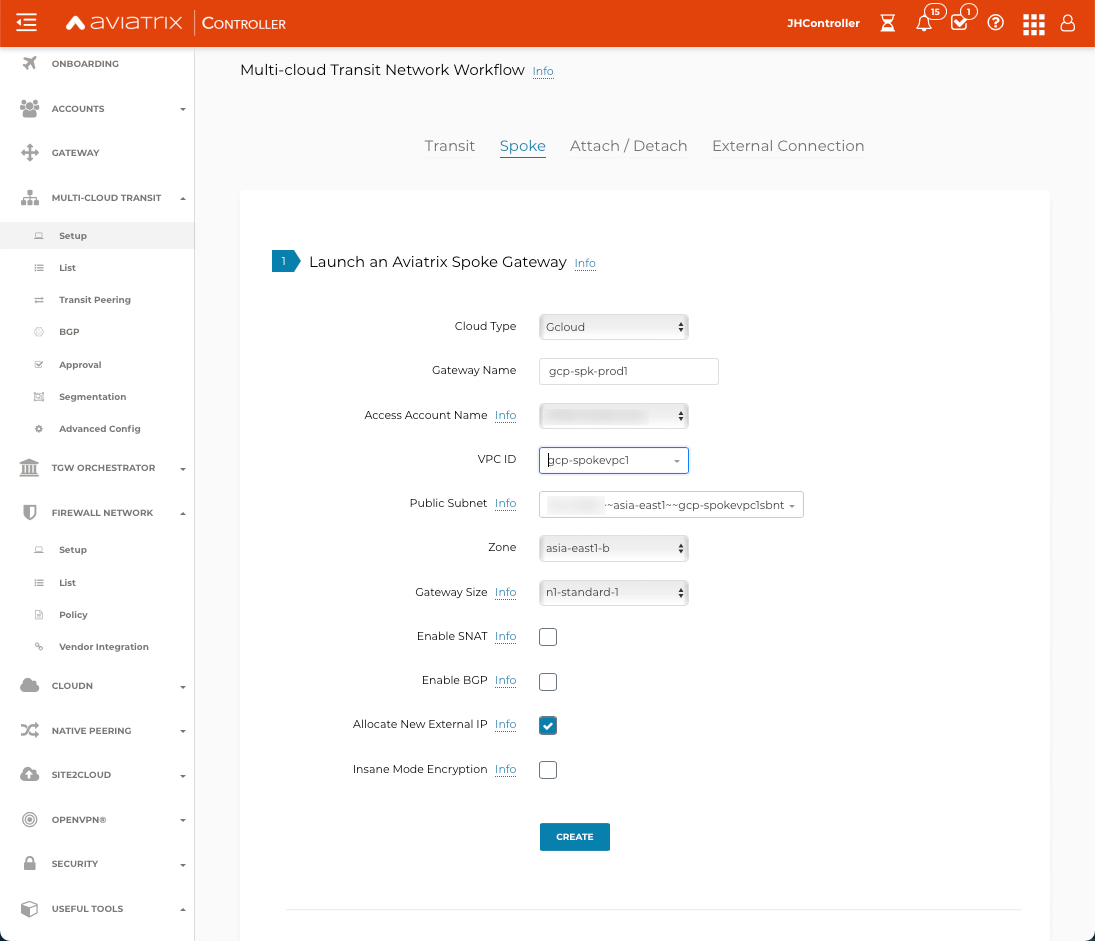 AVIATRIX CONTROLLER
JHController
15
1
ONBOARDING
ACCOUNTS
GATEWAY
MULTI-CLOUD TRANSIT
Setup
List
Transit Peering
BGP
Approval
Segmentation
Advanced Config
TGW ORCHESTRATOR
FIREWALL NETWORK
Setup
List
Policy
Vendor Integration
CLOUDN
NATIVE PEERING
SITE2CLOUD
OPENVPN®
SECURITY
USEFUL TOOLS
Multi-cloud Transit Network Workflow Info
Transit Spoke Attach / Detach External Connection
1 Launch an Aviatrix Spoke Gateway Info
Cloud Type Gcloud
Gateway Name gcp-spk-prod1
Access Account Name Info
VPC ID gcp-spokevpc1
Public Subnet Info ~~asia-east1~~gcp-spokevpc1sbnt
Zone asia-east1-b
Gateway Size Info n1-standard-1
Enable SNAT Info
Enable BGP Info
Allocate New External IP Info
Insane Mode Encryption Info
CREATE